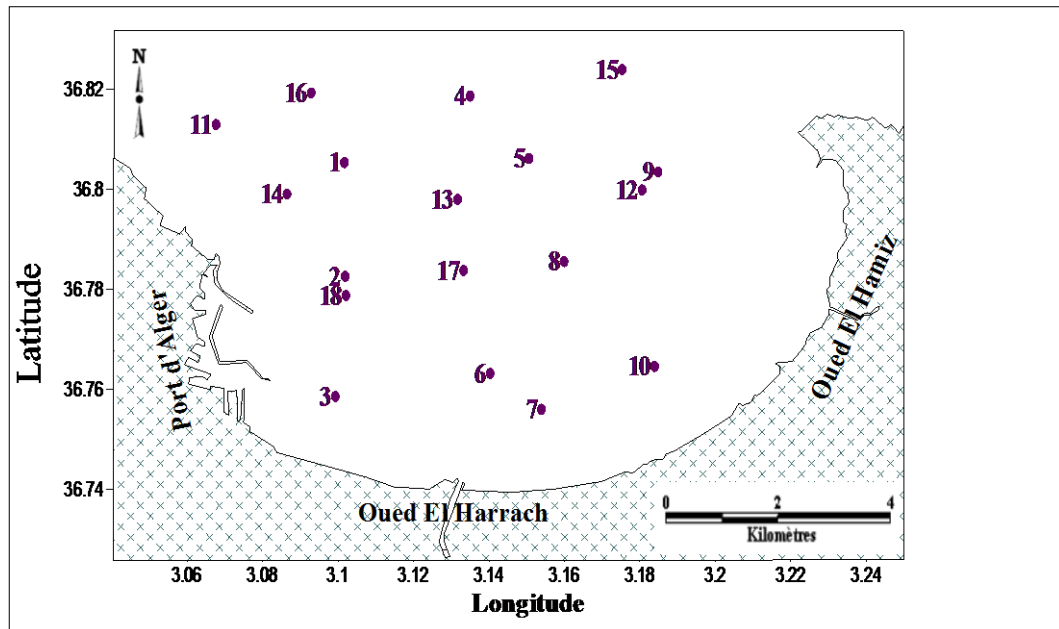 N
15
36.82
16
4
11
1
5
9
36.8
14
13
12
8
17
2
18
36.78
Latitude
Port d'Alger
Oued El Hamiz
10
6
36.76
3
7
36.74
Oued El Harrach
0 2 4
Kilomètres
3.06 3.08 3.1 3.12 3.14 3.16 3.18 3.2 3.22 3.24
Longitude